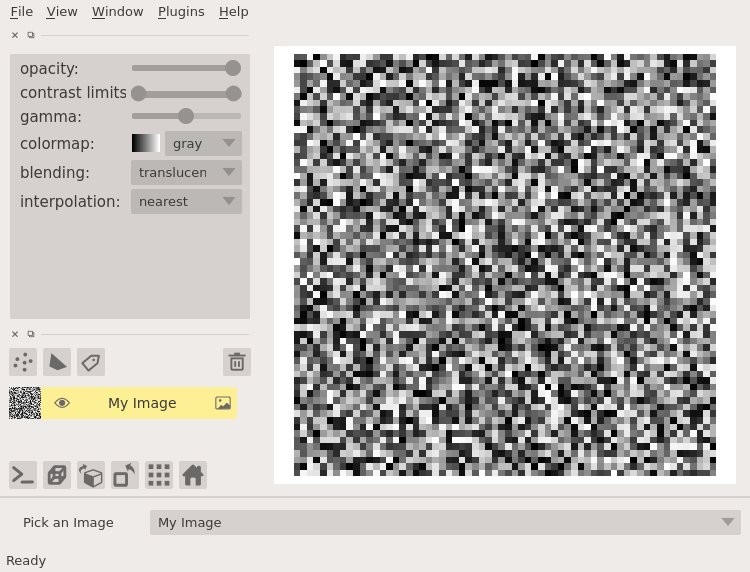 File View Window Plugins Help
opacity:
contrast limits
gamma:
colormap: gray
blending: translucen
interpolation: nearest
My Image
Pick an Image My Image
Ready